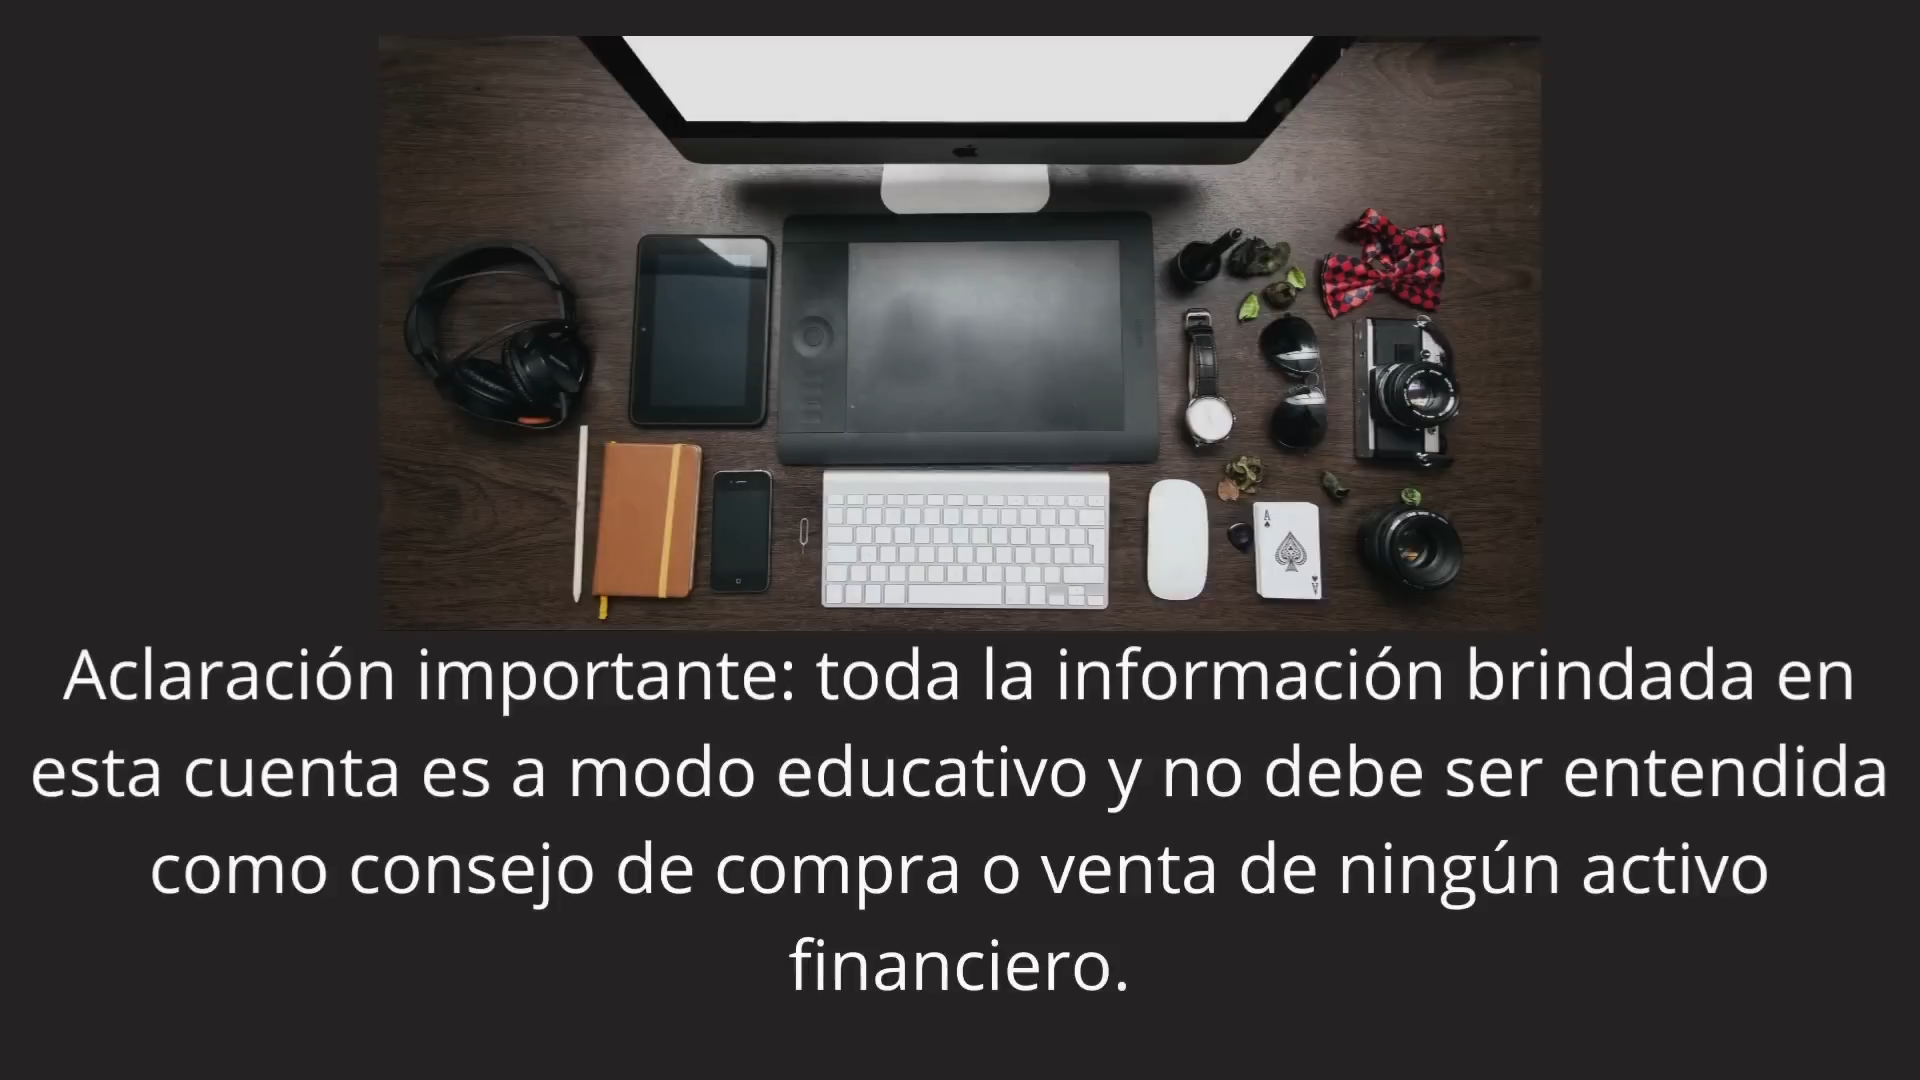 Aclaración importante: toda la información brindada en
esta cuenta es a modo educativo y no debe ser entendida
como consejo de compra o venta de ningún activo
financiero.
A
A